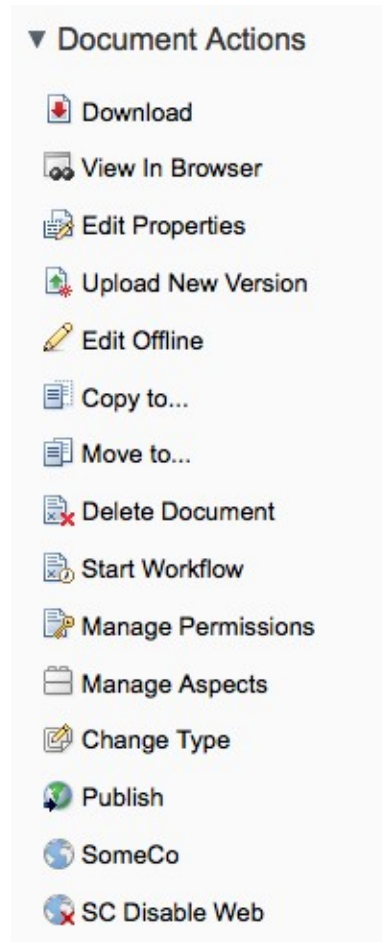 Document Actions
Download
View In Browser
Edit Properties
Upload New Version
Edit Offline
Copy to...
Move to...
Delete Document
Start Workflow
Manage Permissions
Manage Aspects
Change Type
Publish
SomeCo
SC Disable Web